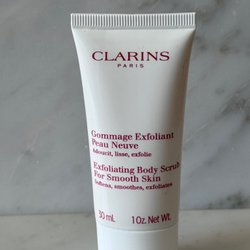 CLARINS
PARIS
Gommage Exfoliant
Peau Neuve
Adoucit, lisse, exfolie
Exfoliating Body Scrub
For Smooth Skin
Softens, smoothes, exfoliates
30 mL 1 Oz. Net Wt.